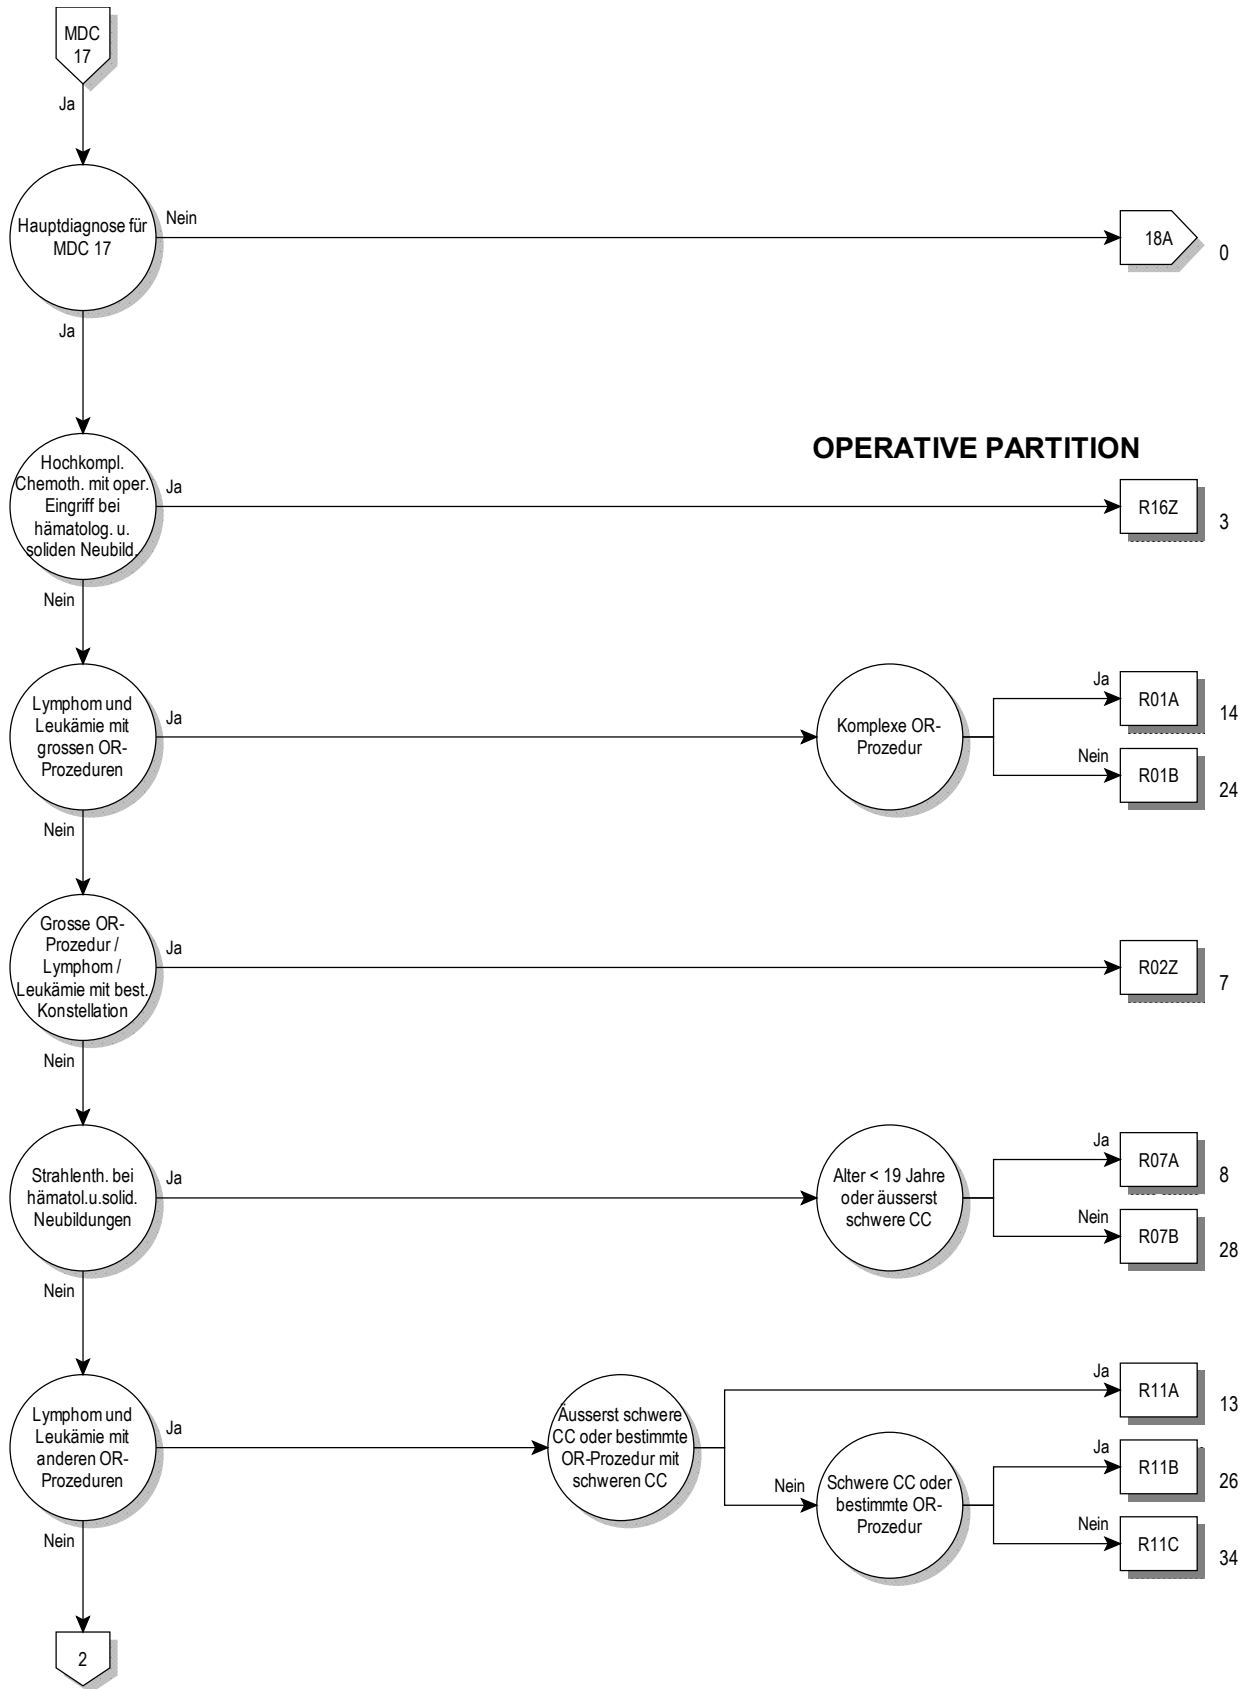 MDC
17
Ja
Hauptdiagnose für
MDC 17
Nein
18A
0
Ja
OPERATIVE PARTITION
Hochkompl.
Chemoth. mit oper.
Eingriff bei
hämatolog. u.
soliden Neubild.
Ja
R16Z
3
Nein
Lymphom und
Leukämie mit
grossen OR-
Prozeduren
Ja
Komplexe OR-
Prozedur
Ja
R01A
14
Nein
R01B
24
Nein
Grosse OR-
Prozedur /
Lymphom /
Leukämie mit best.
Konstellation
Ja
R02Z
7
Nein
Strahlenth. bei
hämatol.u.solid.
Neubildungen
Ja
Alter < 19 Jahre
oder äusserst
schwere CC
Ja
R07A
8
Nein
R07B
28
Nein
Lymphom und
Leukämie mit
anderen OR-
Prozeduren
Ja
Äusserst schwere
CC oder bestimmte
OR-Prozedur mit
schweren CC
Ja
R11A
13
Nein
Schwere CC oder
bestimmte OR-
Prozedur
Ja
R11B
26
Nein
R11C
34
Nein
2